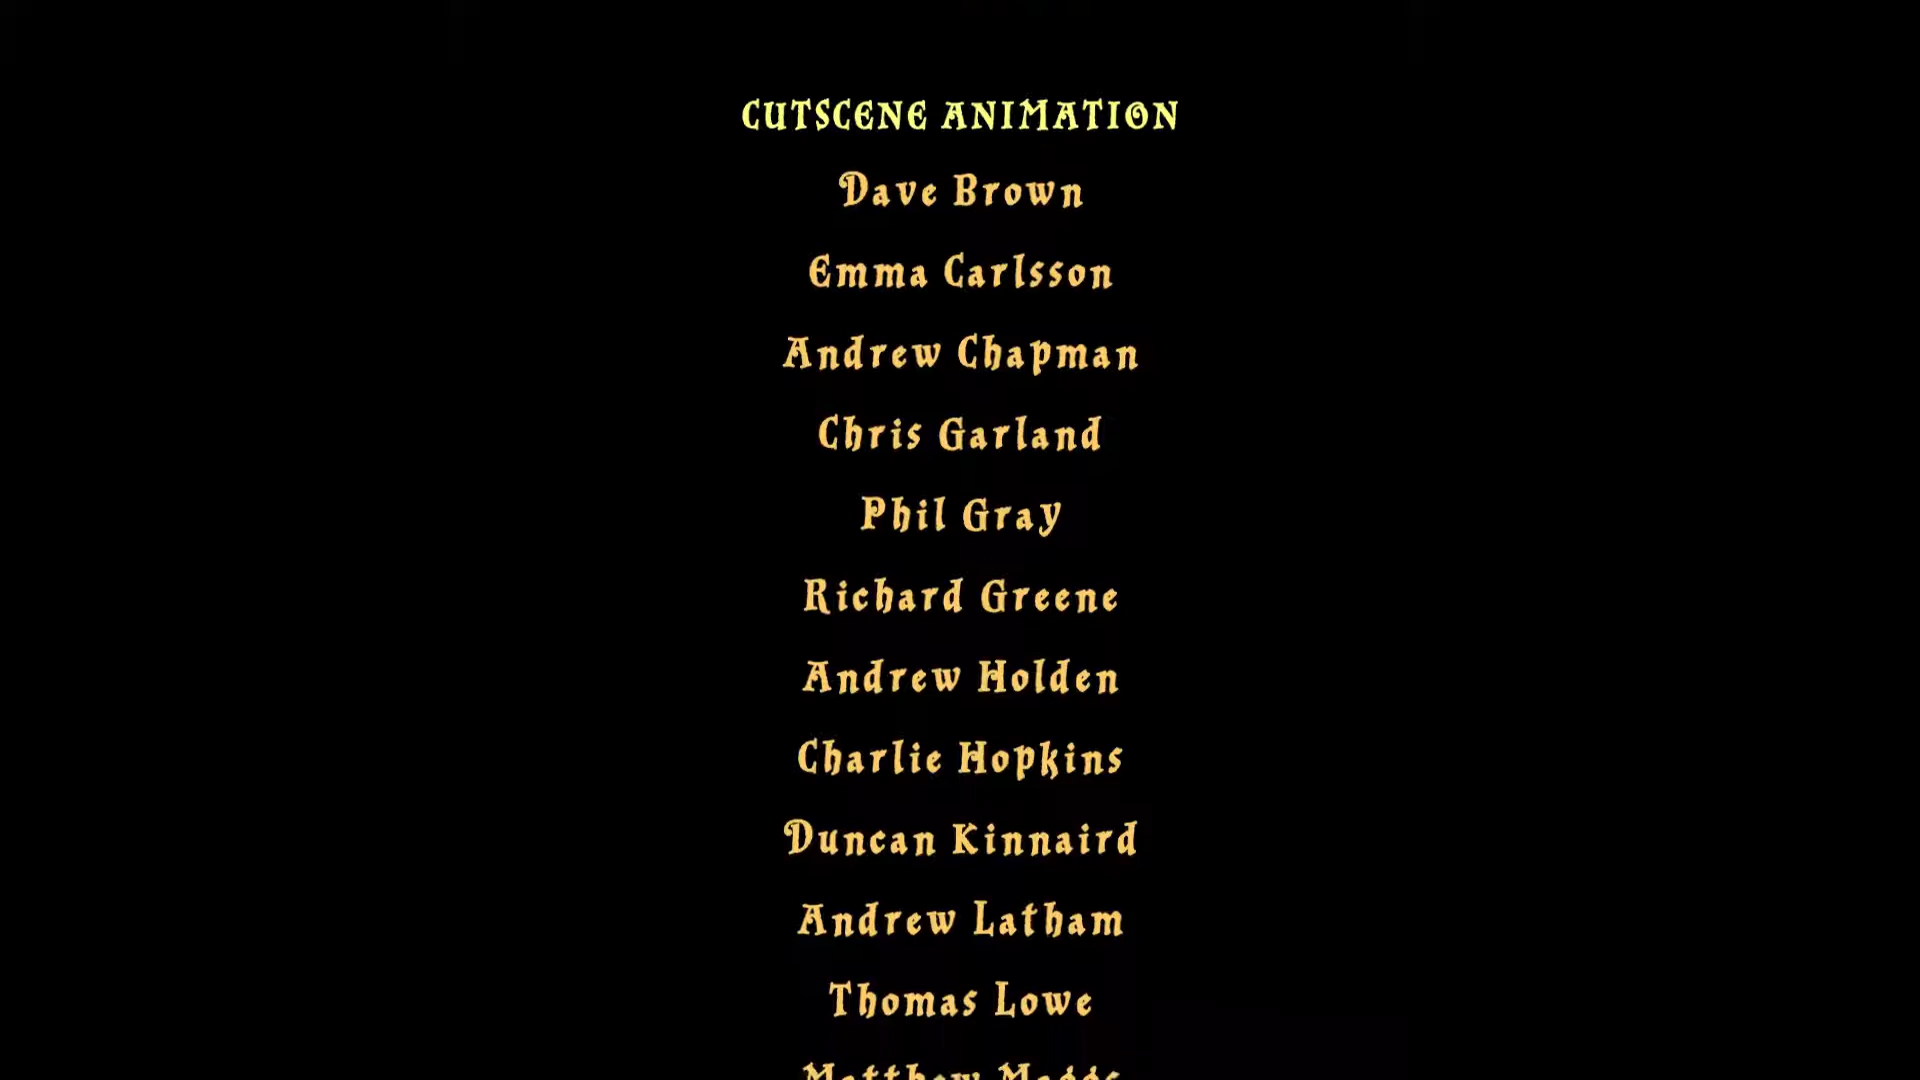 CUTSCENE ANIMATION
Dave Brown
Emma Carlsson
Andrew Chapman
Chris Garland
Phil Gray
Richard Greene
Andrew Holden
Charlie Hopkins
Duncan Kinnaird
Andrew Latham
Thomas Lowe
Matthew